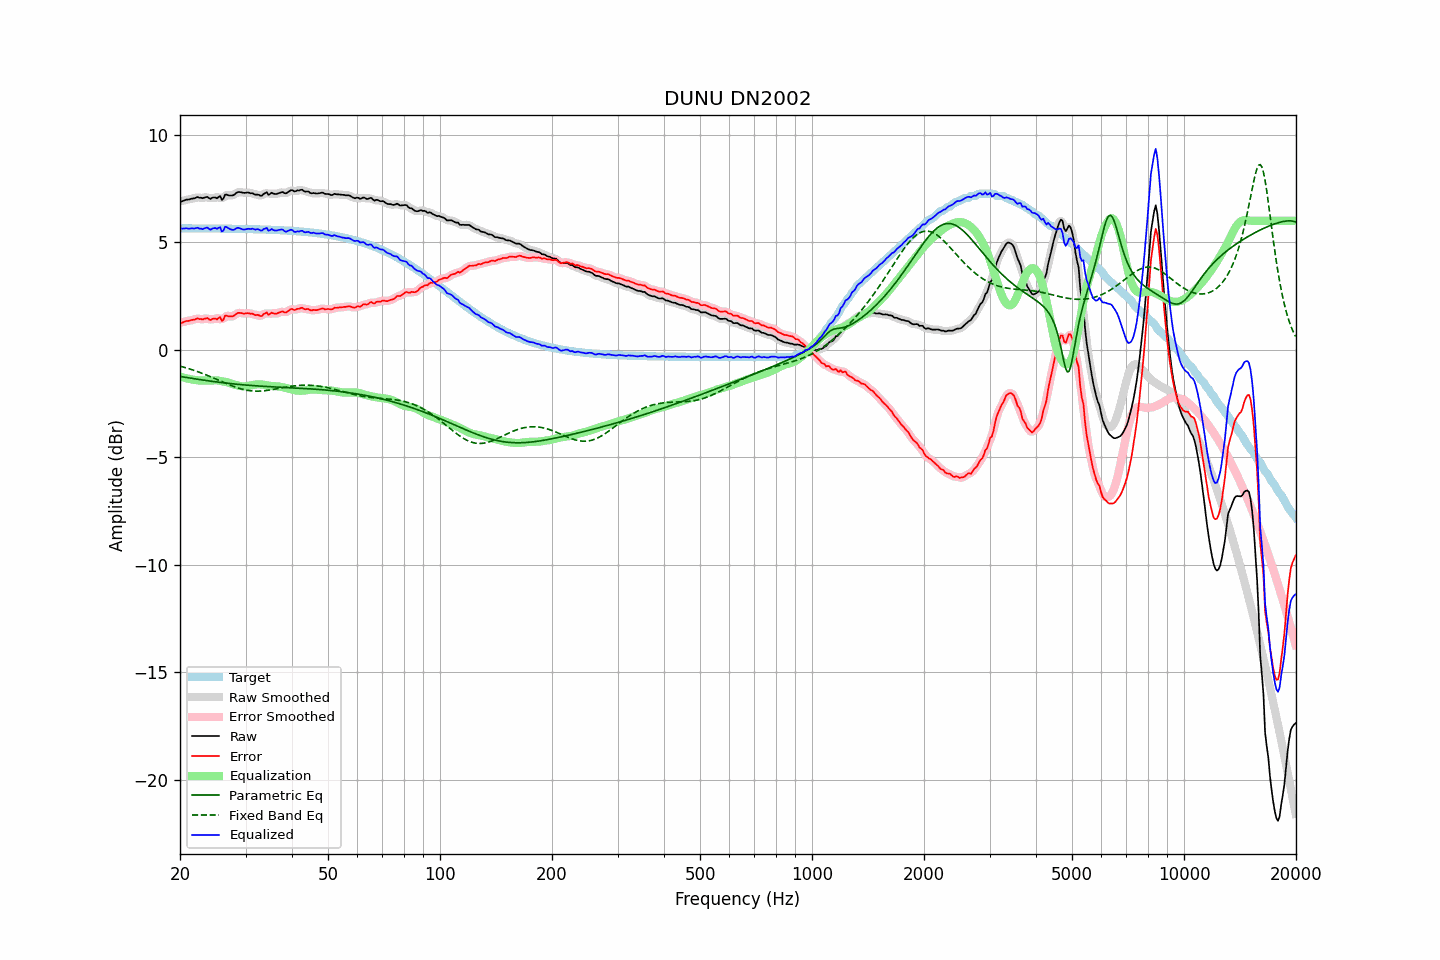 DUNU DN2002
Amplitude (dBr)
10
5
0
−5
−10
−15
−20
Target
Raw Smoothed
Error Smoothed
Raw
Error
Equalization
Parametric Eq
Fixed Band Eq
Equalized
20 50 100 200 500 1000 2000 5000 10000 20000
Frequency (Hz)